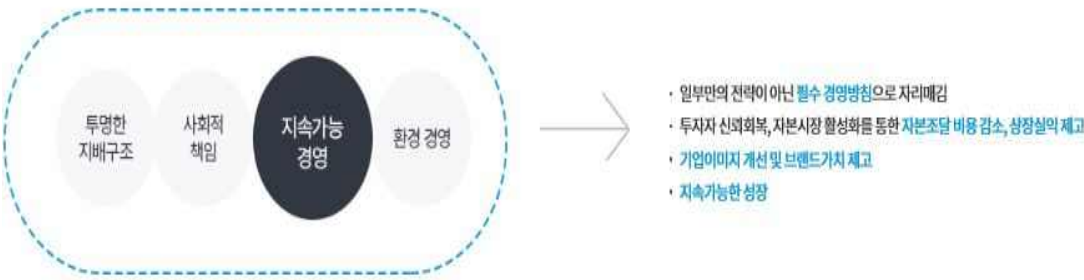 투명한
지배구조
사회적
책임
지속가능
경영
환경 경영
· 일부만의 전략이 아닌 필수 경영방침으로 자리매김
· 투자자 신뢰회복, 자본시장 활성화를 통한 자본조달 비용 감소, 상장실익 제고
· 기업이미지 개선 및 브랜드가치 제고
· 지속가능한 성장